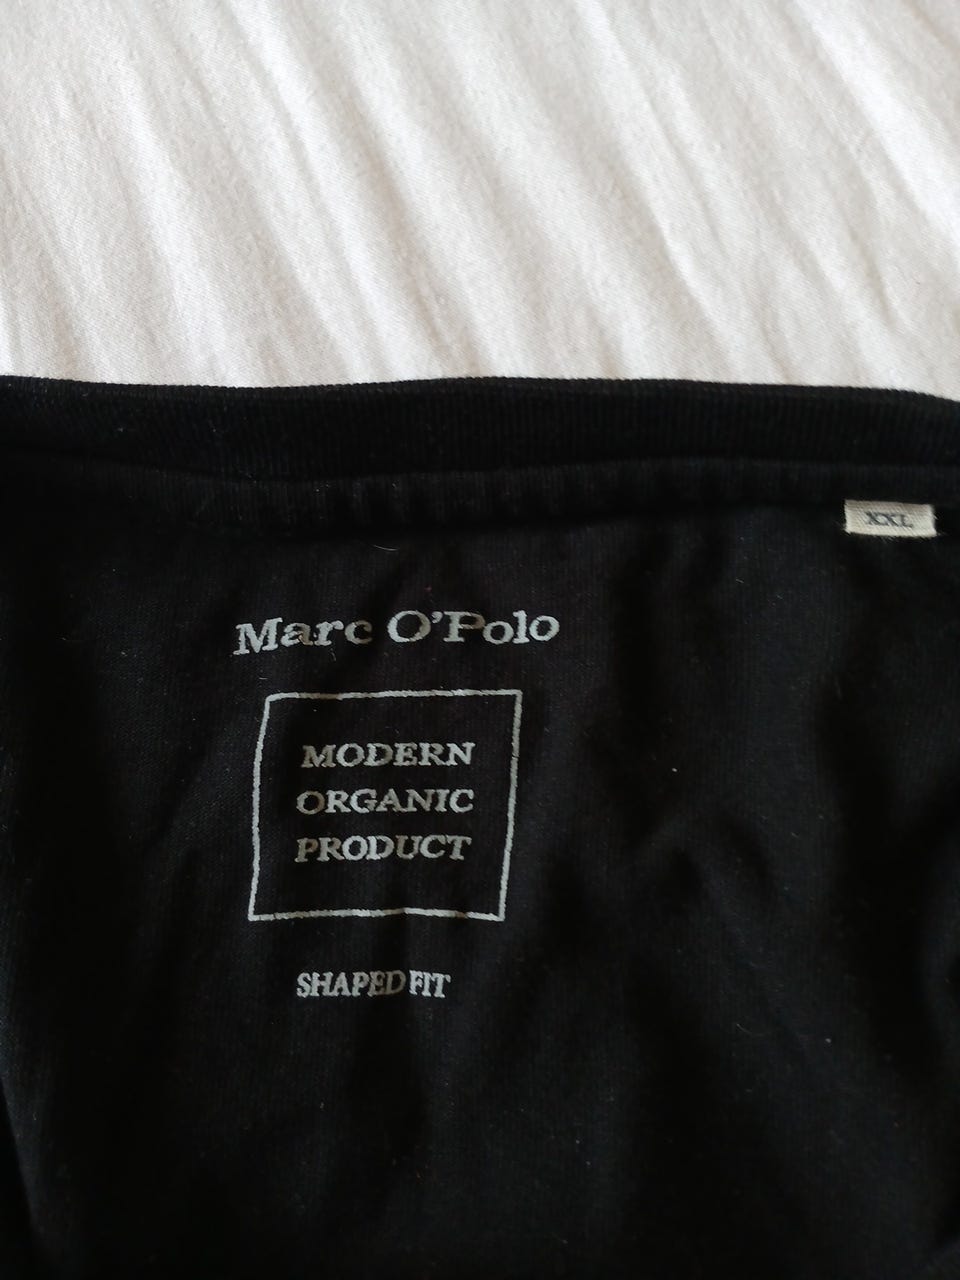 XXL
Marc O'Polo
MODERN
ORGANIC
PRODUCT
SHAPED FIT